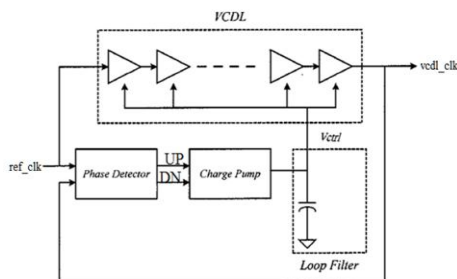 VCDL
vcdl_clk
Vctrl
ref_clk
Phase Detector
UP
DN
Charge Pump
Loop Filter